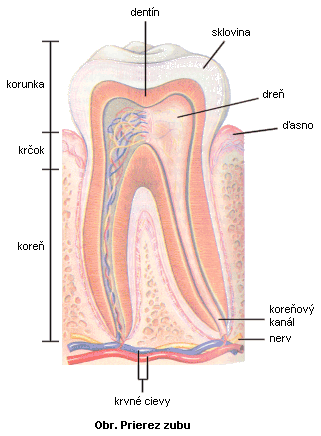 dentín
sklovina
korunka
dreň
ďasno
krčok
koreň
koreňový
kanál
nerv
krvné cievy
Obr. Prierez zubu